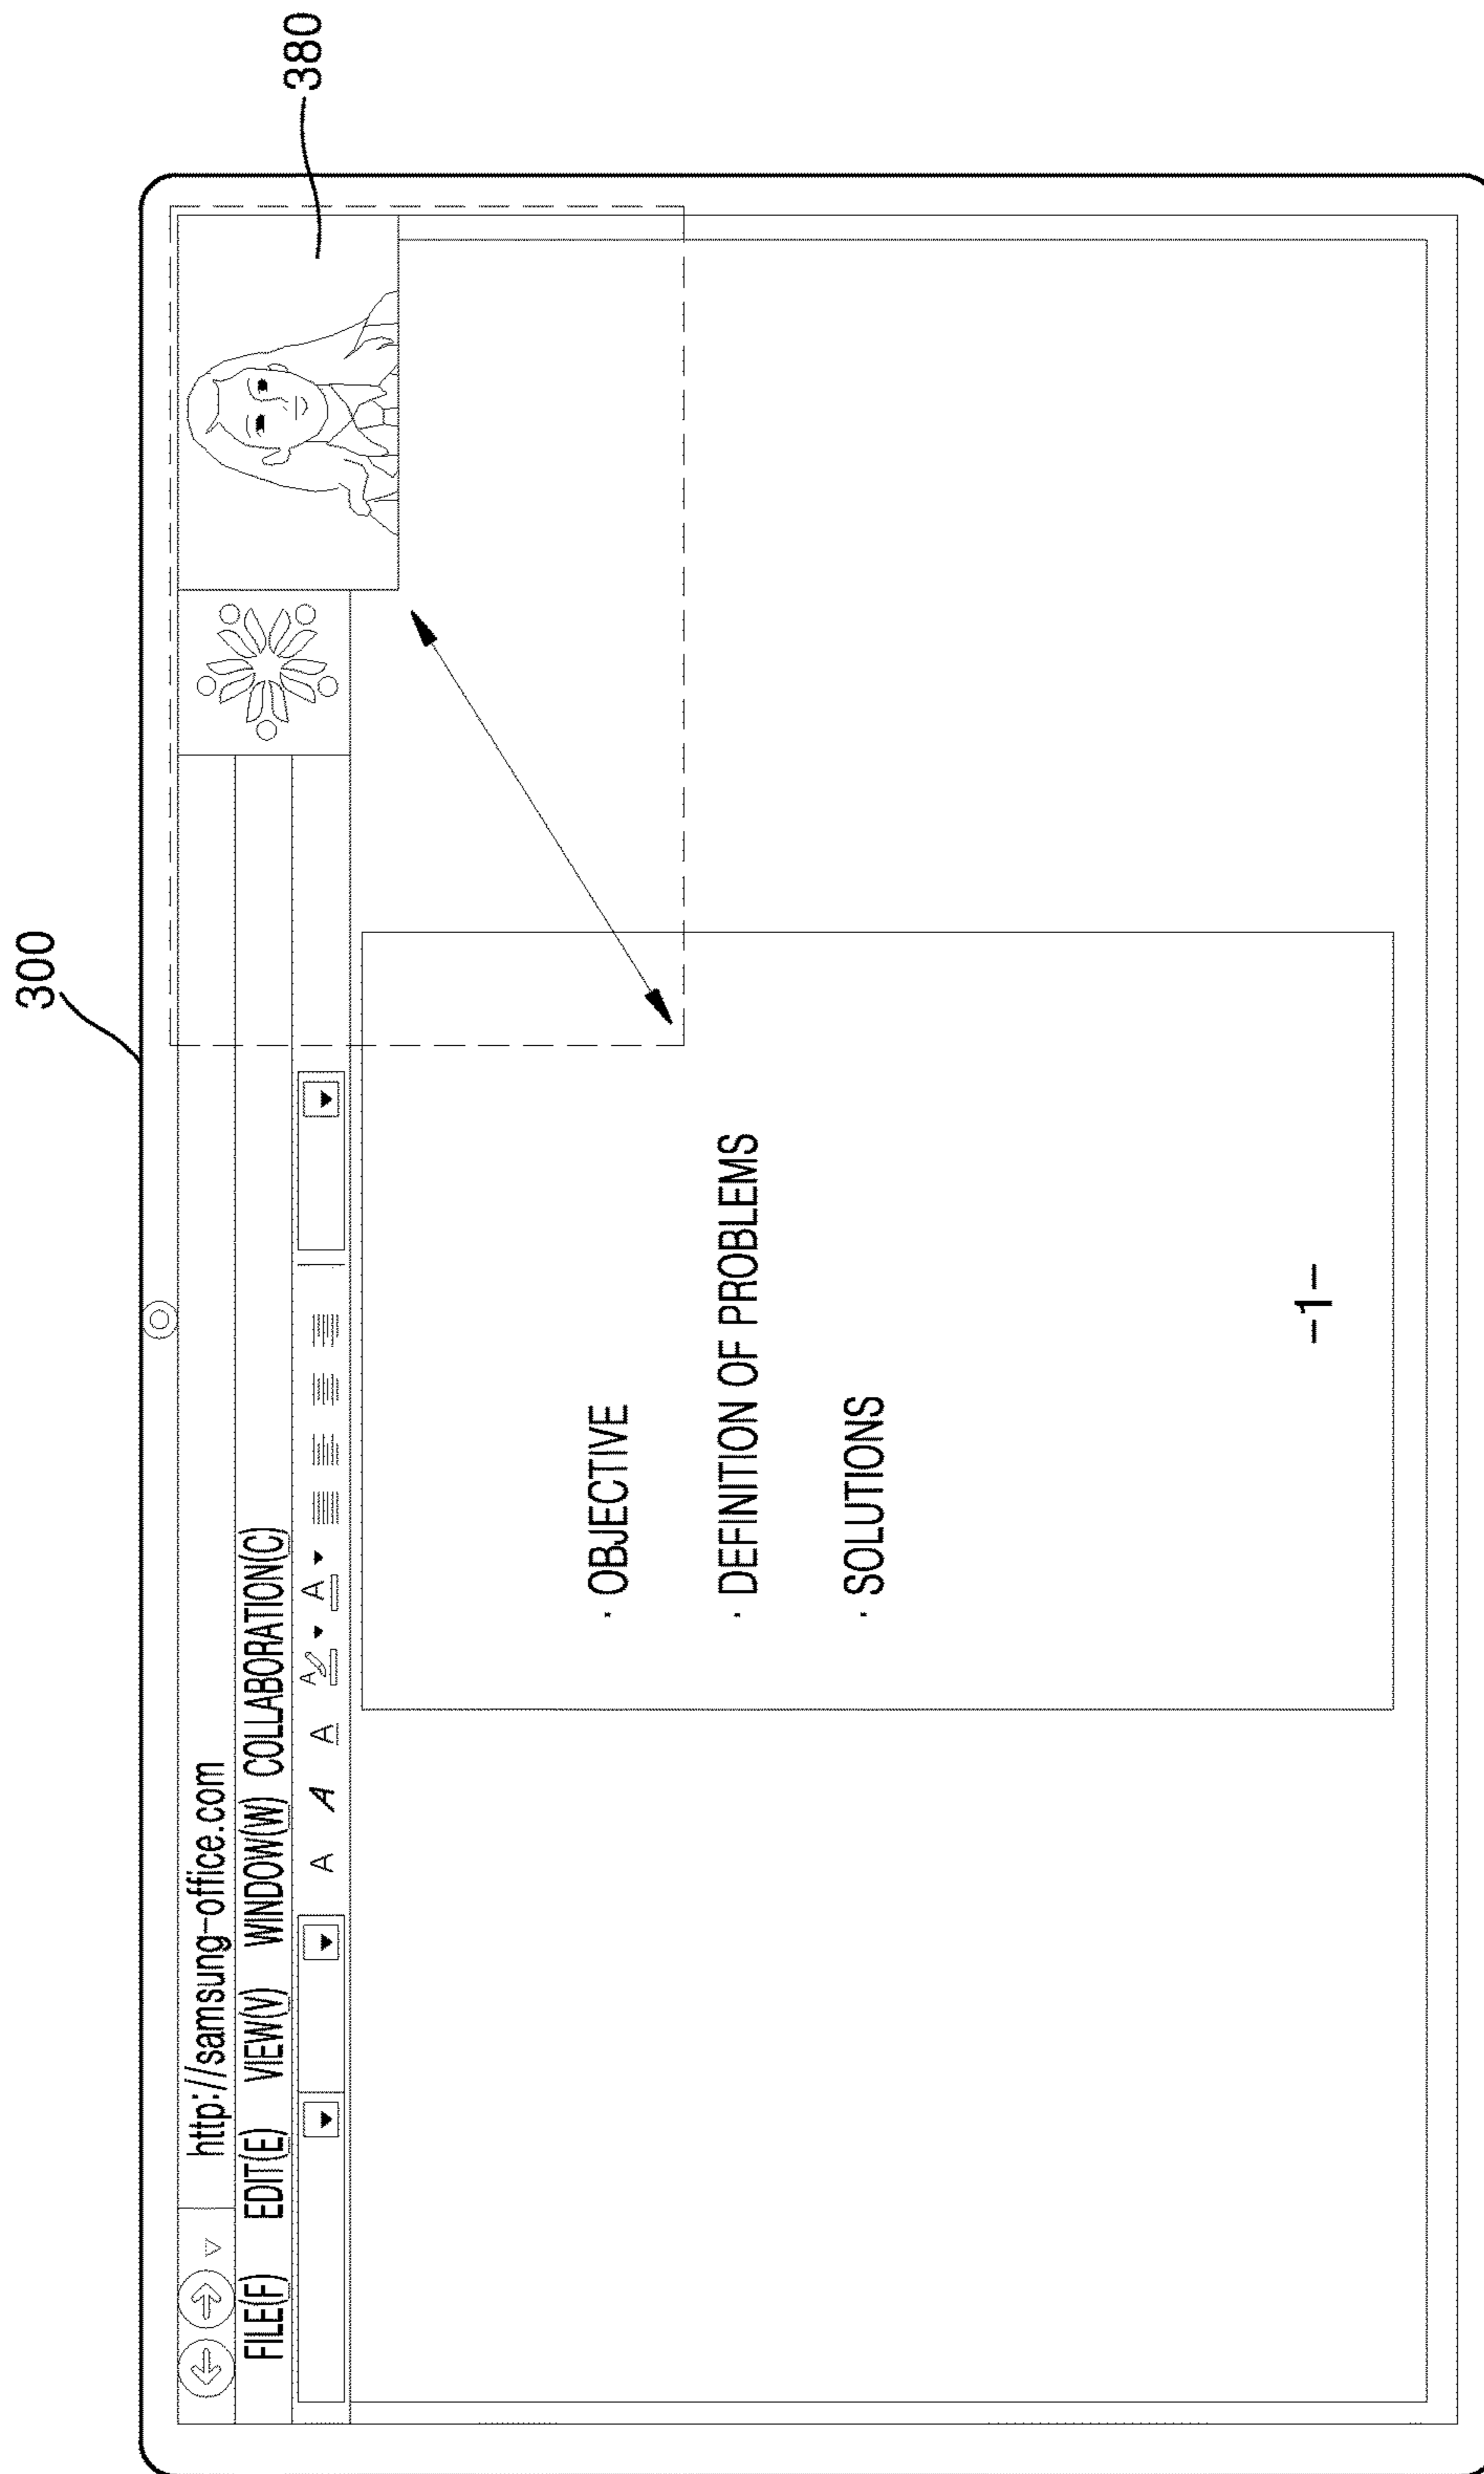 300
380
http://samsung-office.com
FILE(F) EDIT(E) VIEW(V) WINDOW(W) COLLABORATION(C)
A A A A A
· OBJECTIVE
· DEFINITION OF PROBLEMS
· SOLUTIONS
-1-